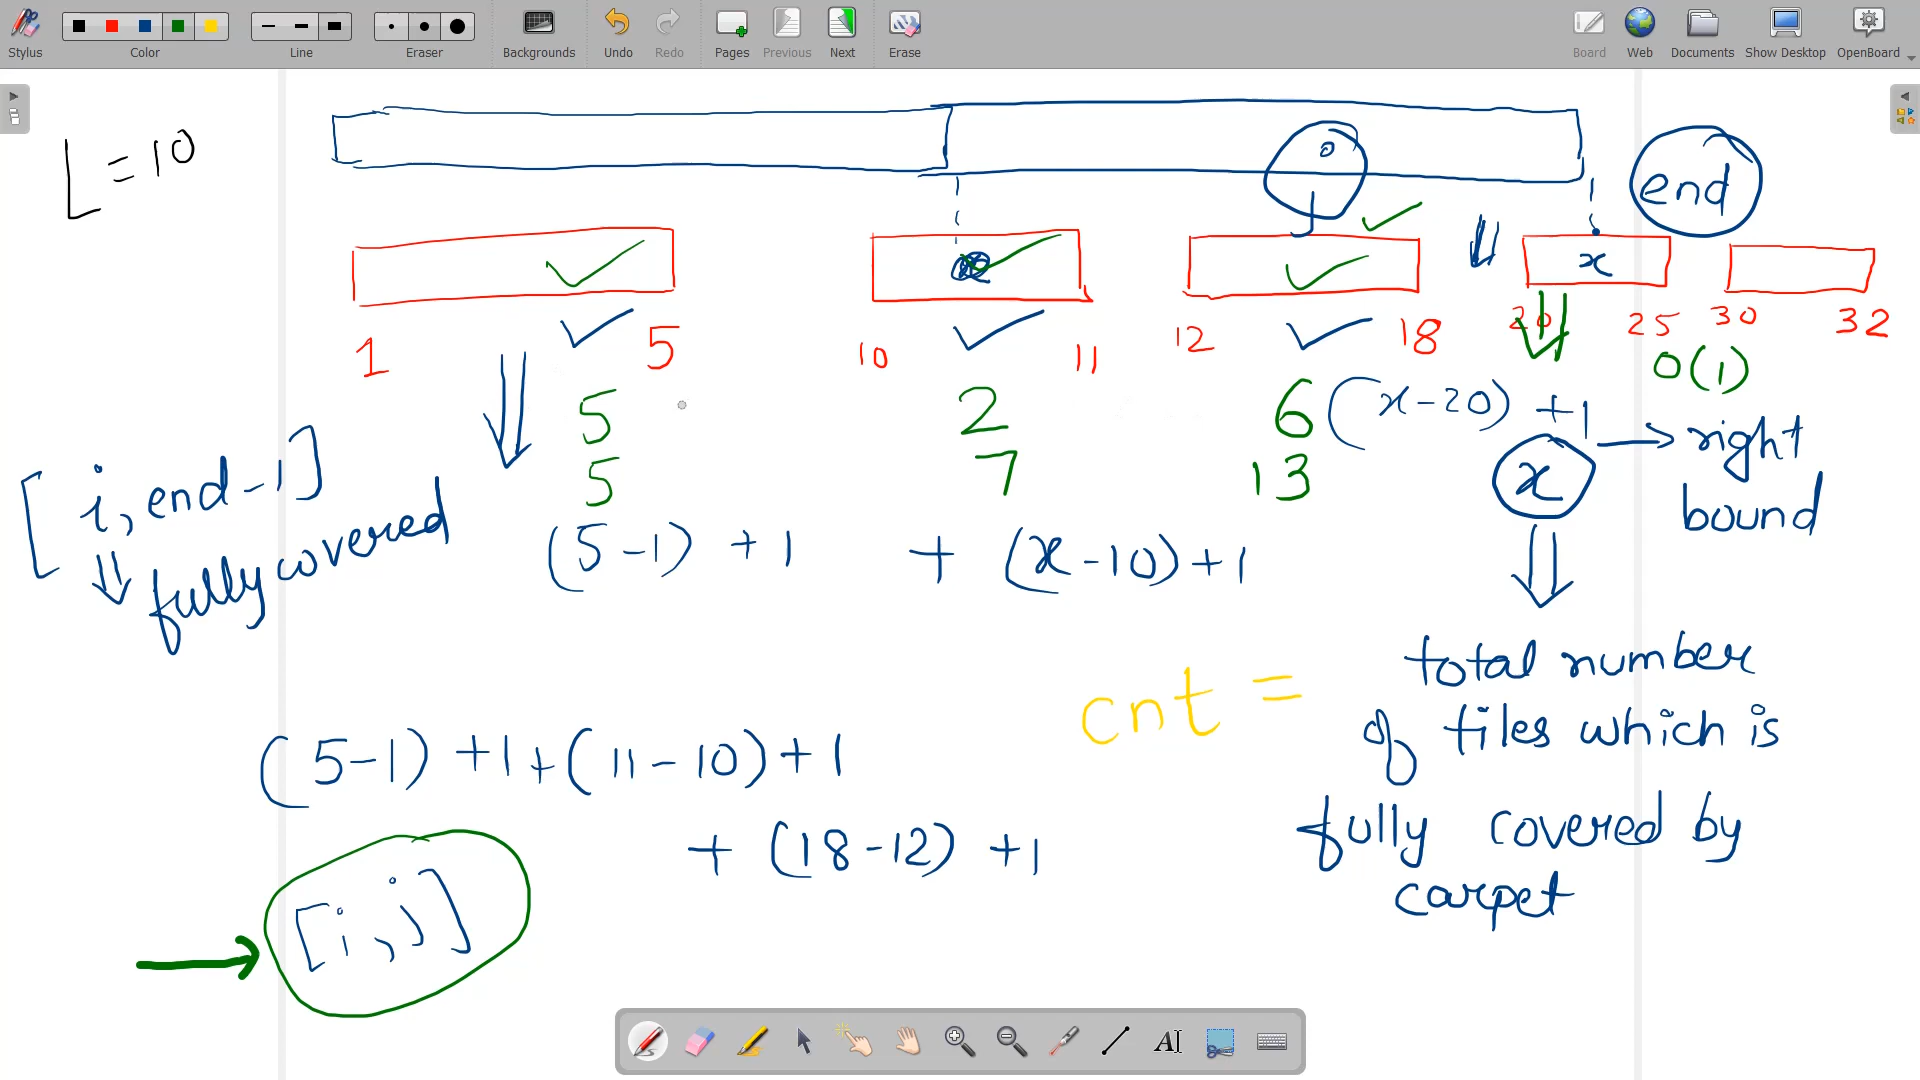 Stylus
Color
Line
Eraser
Backgrounds
Undo
Redo
Pages
Previous
Next
Erase
Board
Web
Documents
Show Desktop
OpenBoard
L = 10
end
x
1
5
10
11
12
18
20
25
30
32
0(1)
5
2
6
(x-20) + 1
5
7
13
x
right
bound
[i, end-1]
fully covered
(5-1) + 1 + (x-10) + 1
total number
of tiles which is
fully covered by
carpet
cnt =
(5-1) + 1 + (11-10) + 1
+ (18-12) + 1
[i, j]